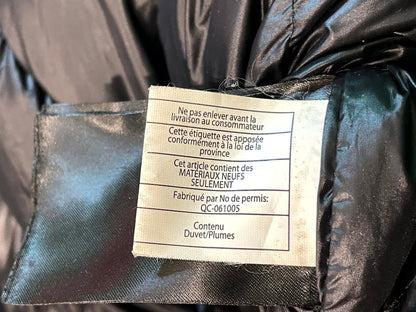 Ne pas enlever avant la
livraison au consommateur
Cette étiquette est apposée
conformément à la loi de la
province
Cet article contient des
MATÉRIAUX NEUFS
SEULEMENT
Fabriqué par No de permis:
QC-061005
Contenu
Duvet/Plumes